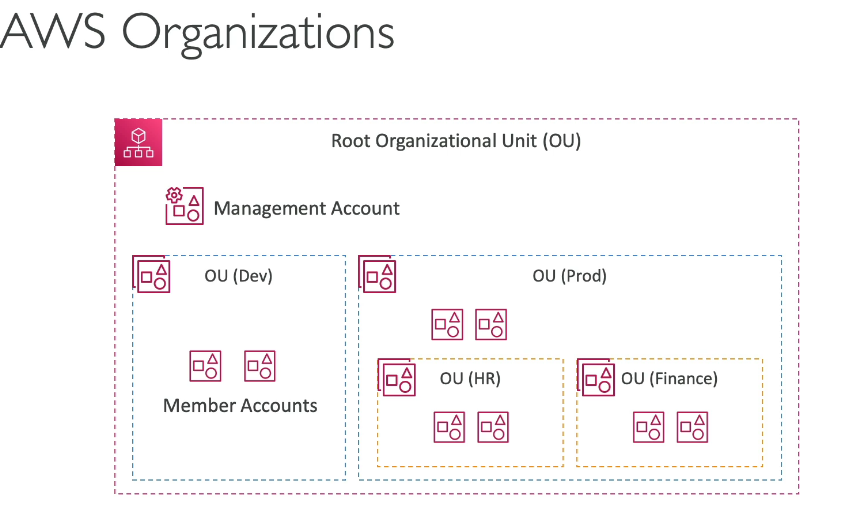 AWS Organizations
Root Organizational Unit (OU)
Management Account
OU (Dev)
OU (Prod)
Member Accounts
OU (HR)
OU (Finance)